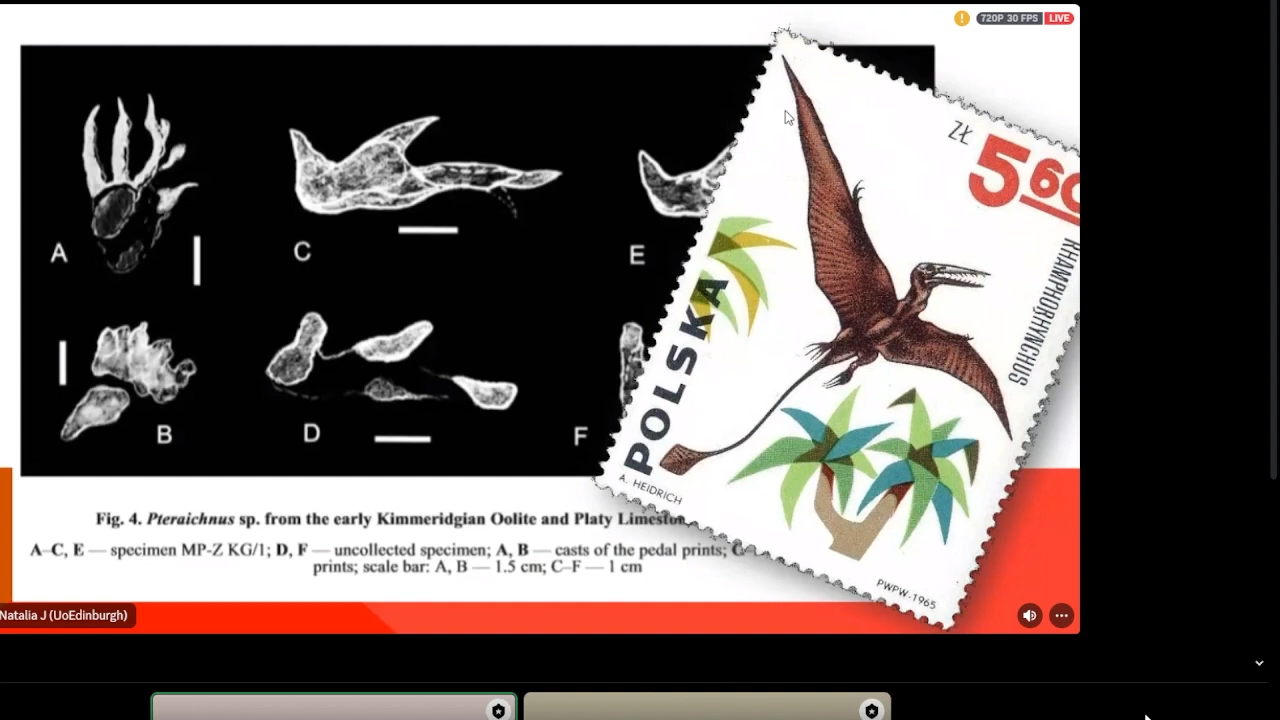 720P 30 FPS LIVE
A
C
E
B
D
F
ZŁ
5 60
RHAMPHORHYNCHUS
POLSKA
A. HEIDRICH
PWPW-1965
Fig. 4. Pteraichnus sp. from the early Kimmeridgian Oolite and Platy
A–C, E — specimen MP-Z KG/1; D, F — uncollected specimen; A, B — casts of the pedal prints;
prints; scale bar: A, B — 1.5 cm; C–F — 1 cm
Natalia J (UoEdinburgh)